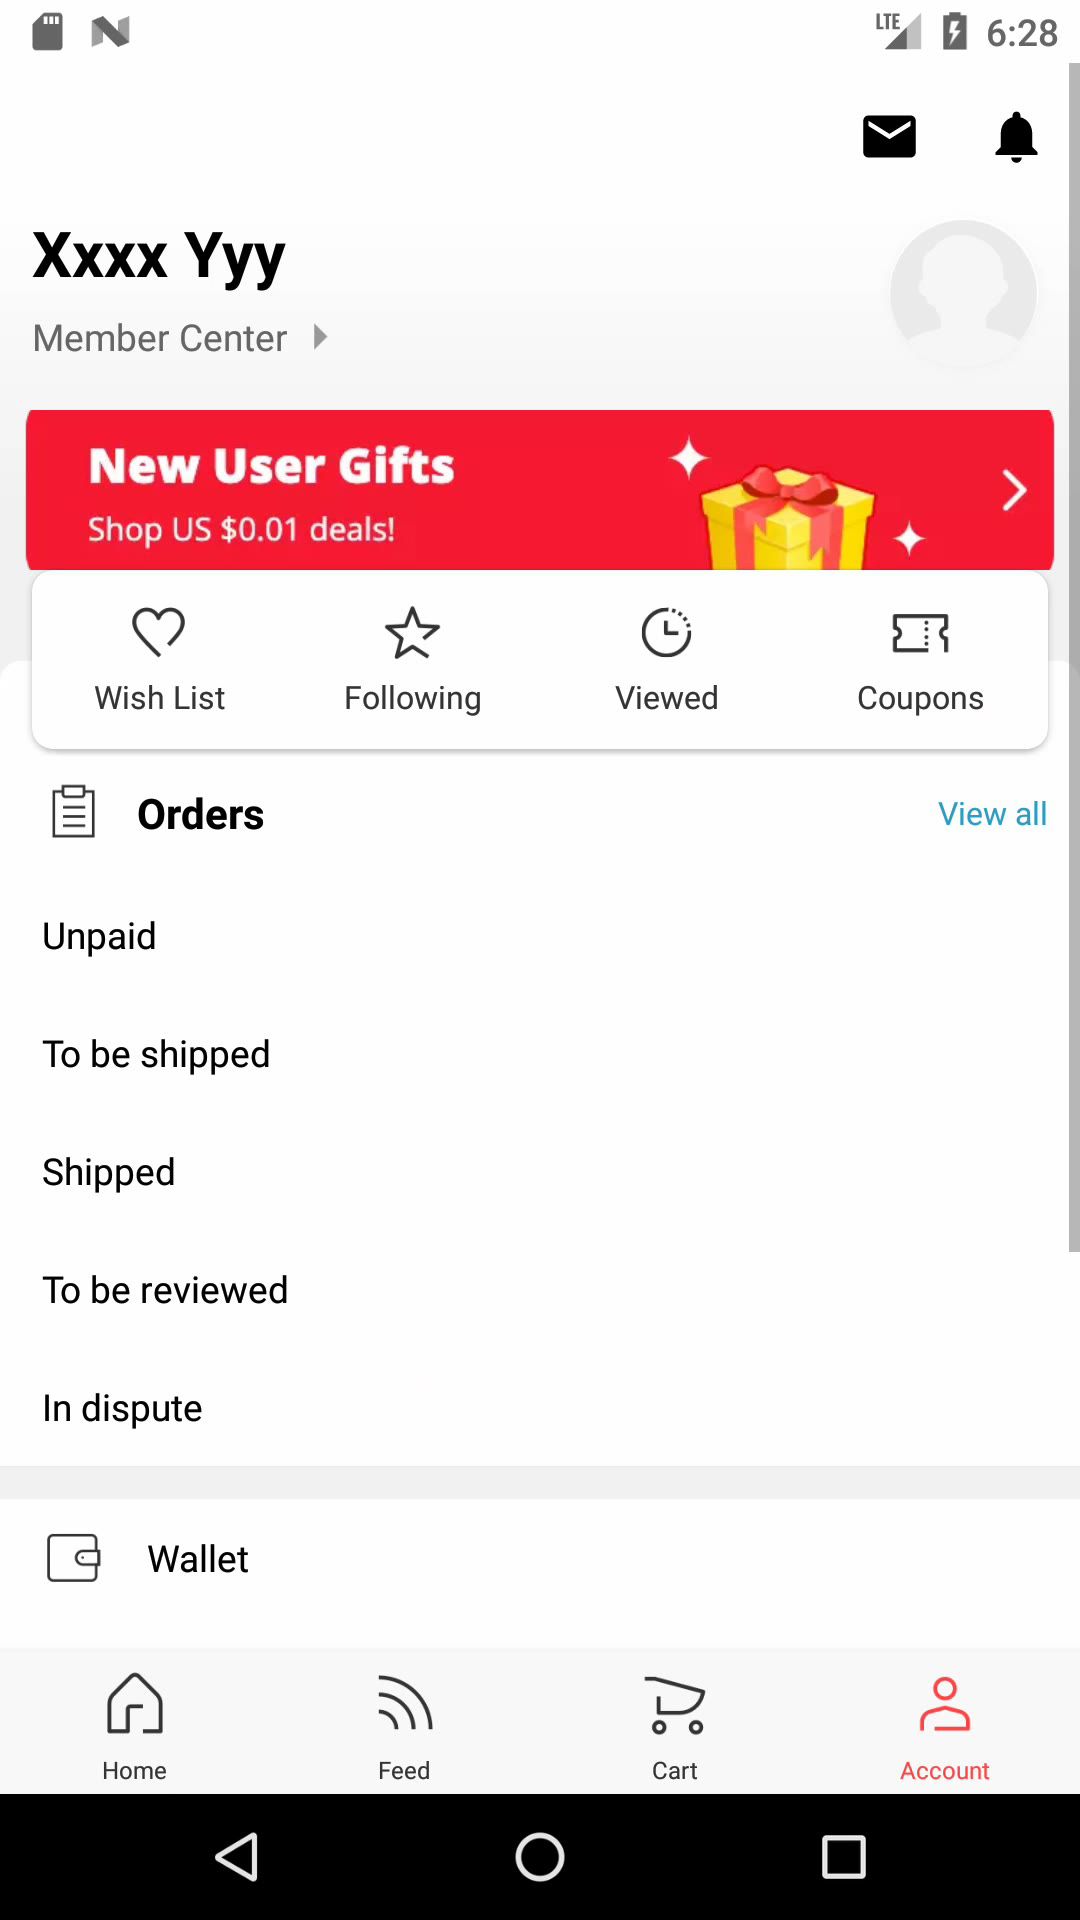 LTE 6:28
Xxxx Yyy
Member Center
New User Gifts
Shop US $0.01 deals!
Wish List Following Viewed Coupons
Orders View all
Unpaid
To be shipped
Shipped
To be reviewed
In dispute
Wallet
Home Feed Cart Account